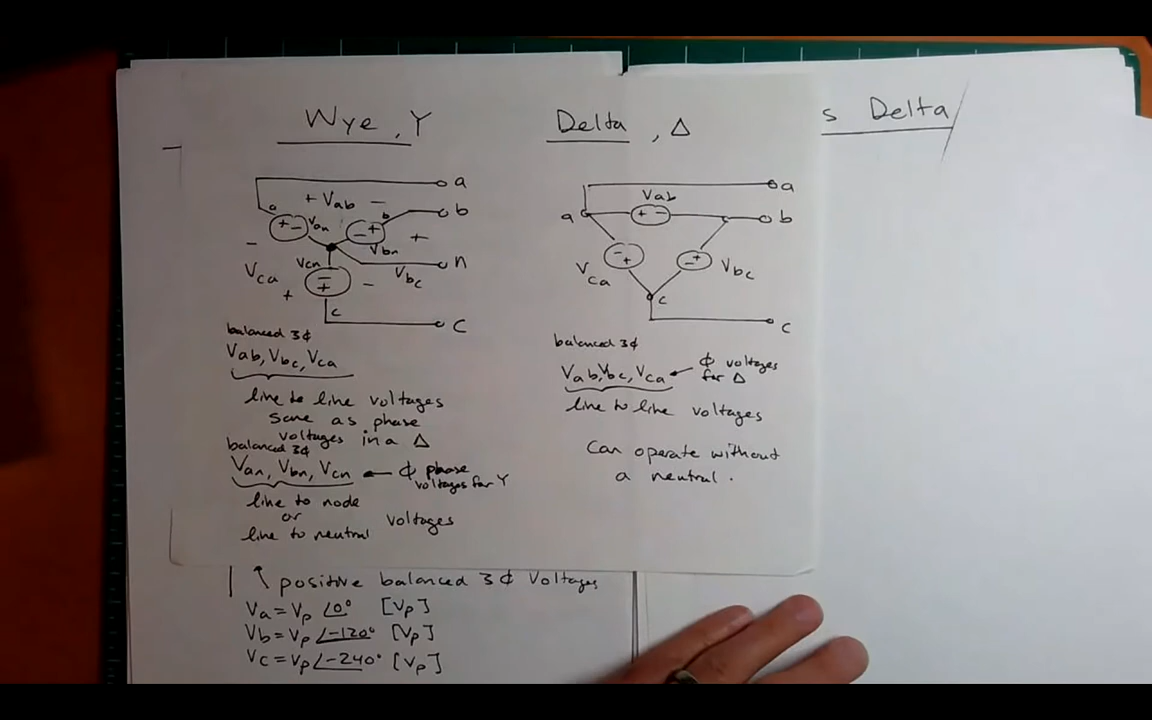 Wye, Y
a
+ Vab −
a
b
b
+ −
Van
− +
Vbn
+
−
n
Vcn
Vbc
Vca
−
+
−
+
c
C
balanced 3ϕ
Vab, Vbc, Vca
line to line voltages
same as phase
voltages in a Δ
balanced 3ϕ
Van, Vbn, Vcn ← ϕ phase
voltages for Y
line to node
or voltages
line to neutral
Delta, Δ
a
Vab
a
+ −
b
− +
− +
Vca
Vbc
c
c
balanced 3ϕ
Vab, Vbc, Vca ← ϕ voltages
for Δ
line to line voltages
Can operate without
a neutral.
s Delta
positive balanced 3ϕ Voltages
Va = Vp ∠0° [Vp]
Vb = Vp ∠-120° [Vp]
Vc = Vp ∠-240° [Vp]